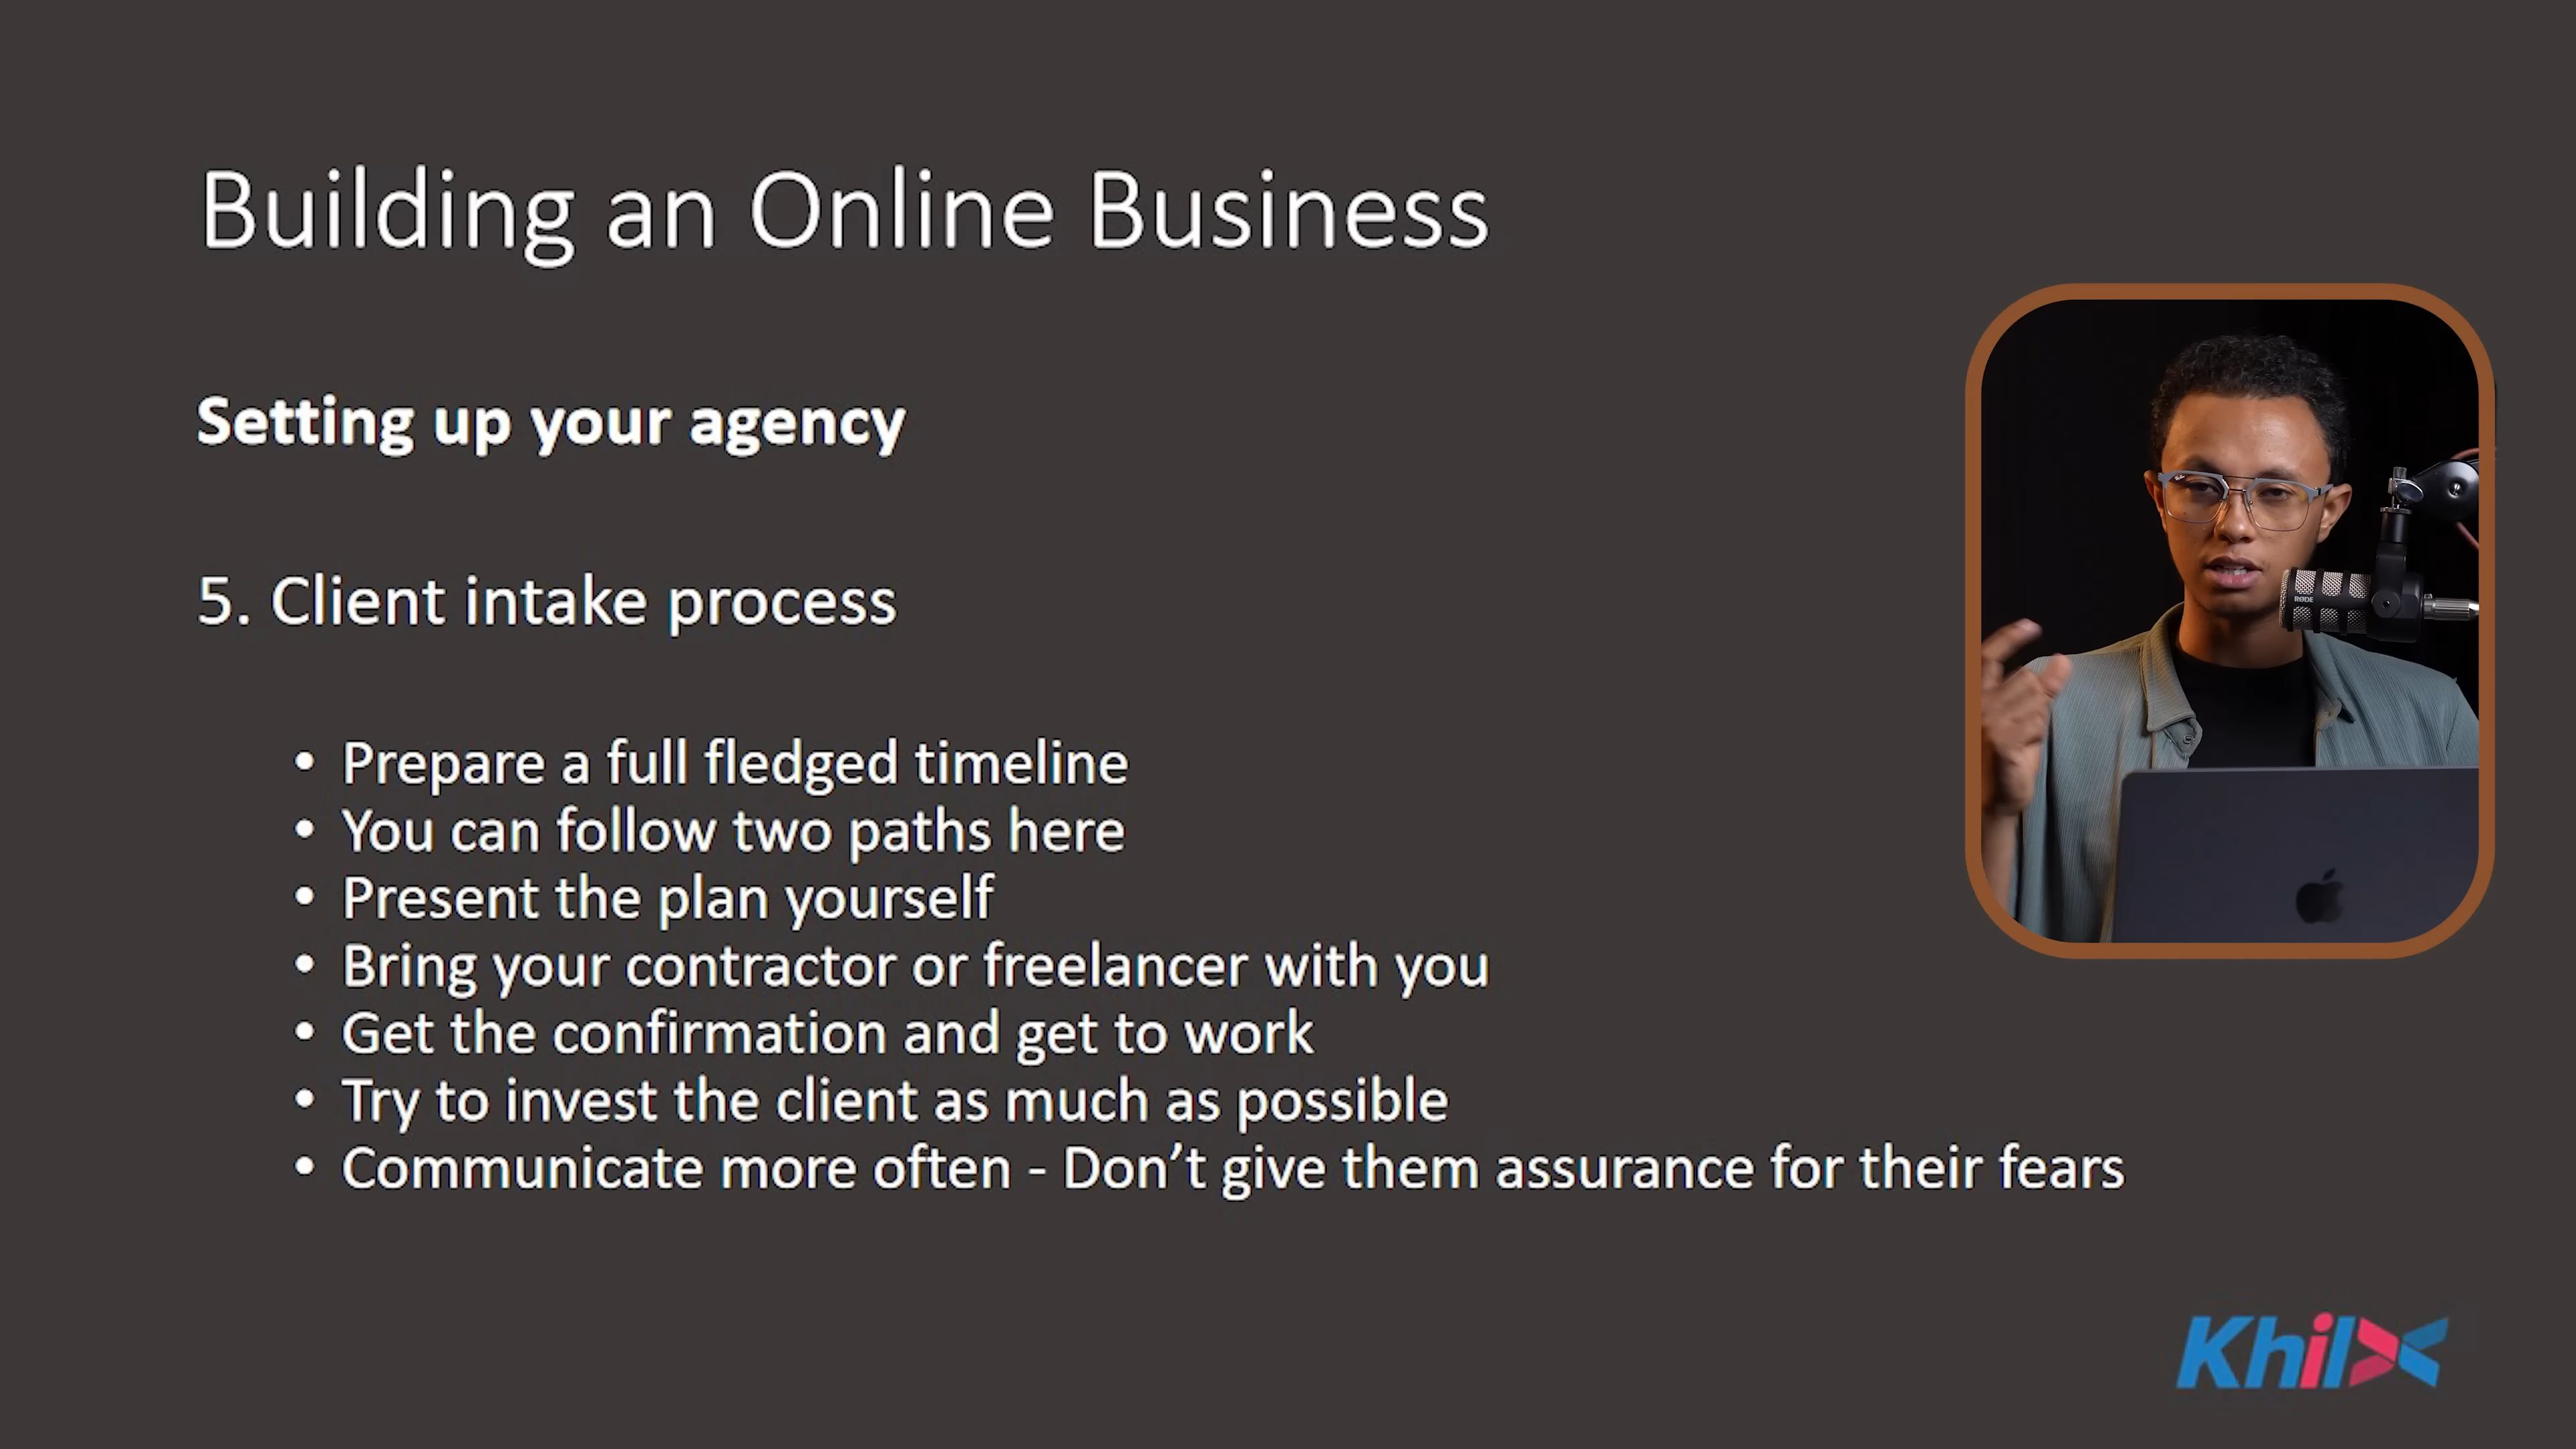 Building an Online Business
Setting up your agency
5. Client intake process
• Prepare a full fledged timeline
• You can follow two paths here
• Present the plan yourself
• Bring your contractor or freelancer with you
• Get the confirmation and get to work
• Try to invest the client as much as possible
• Communicate more often - Don’t give them assurance for their fears
RØDE
KhilX